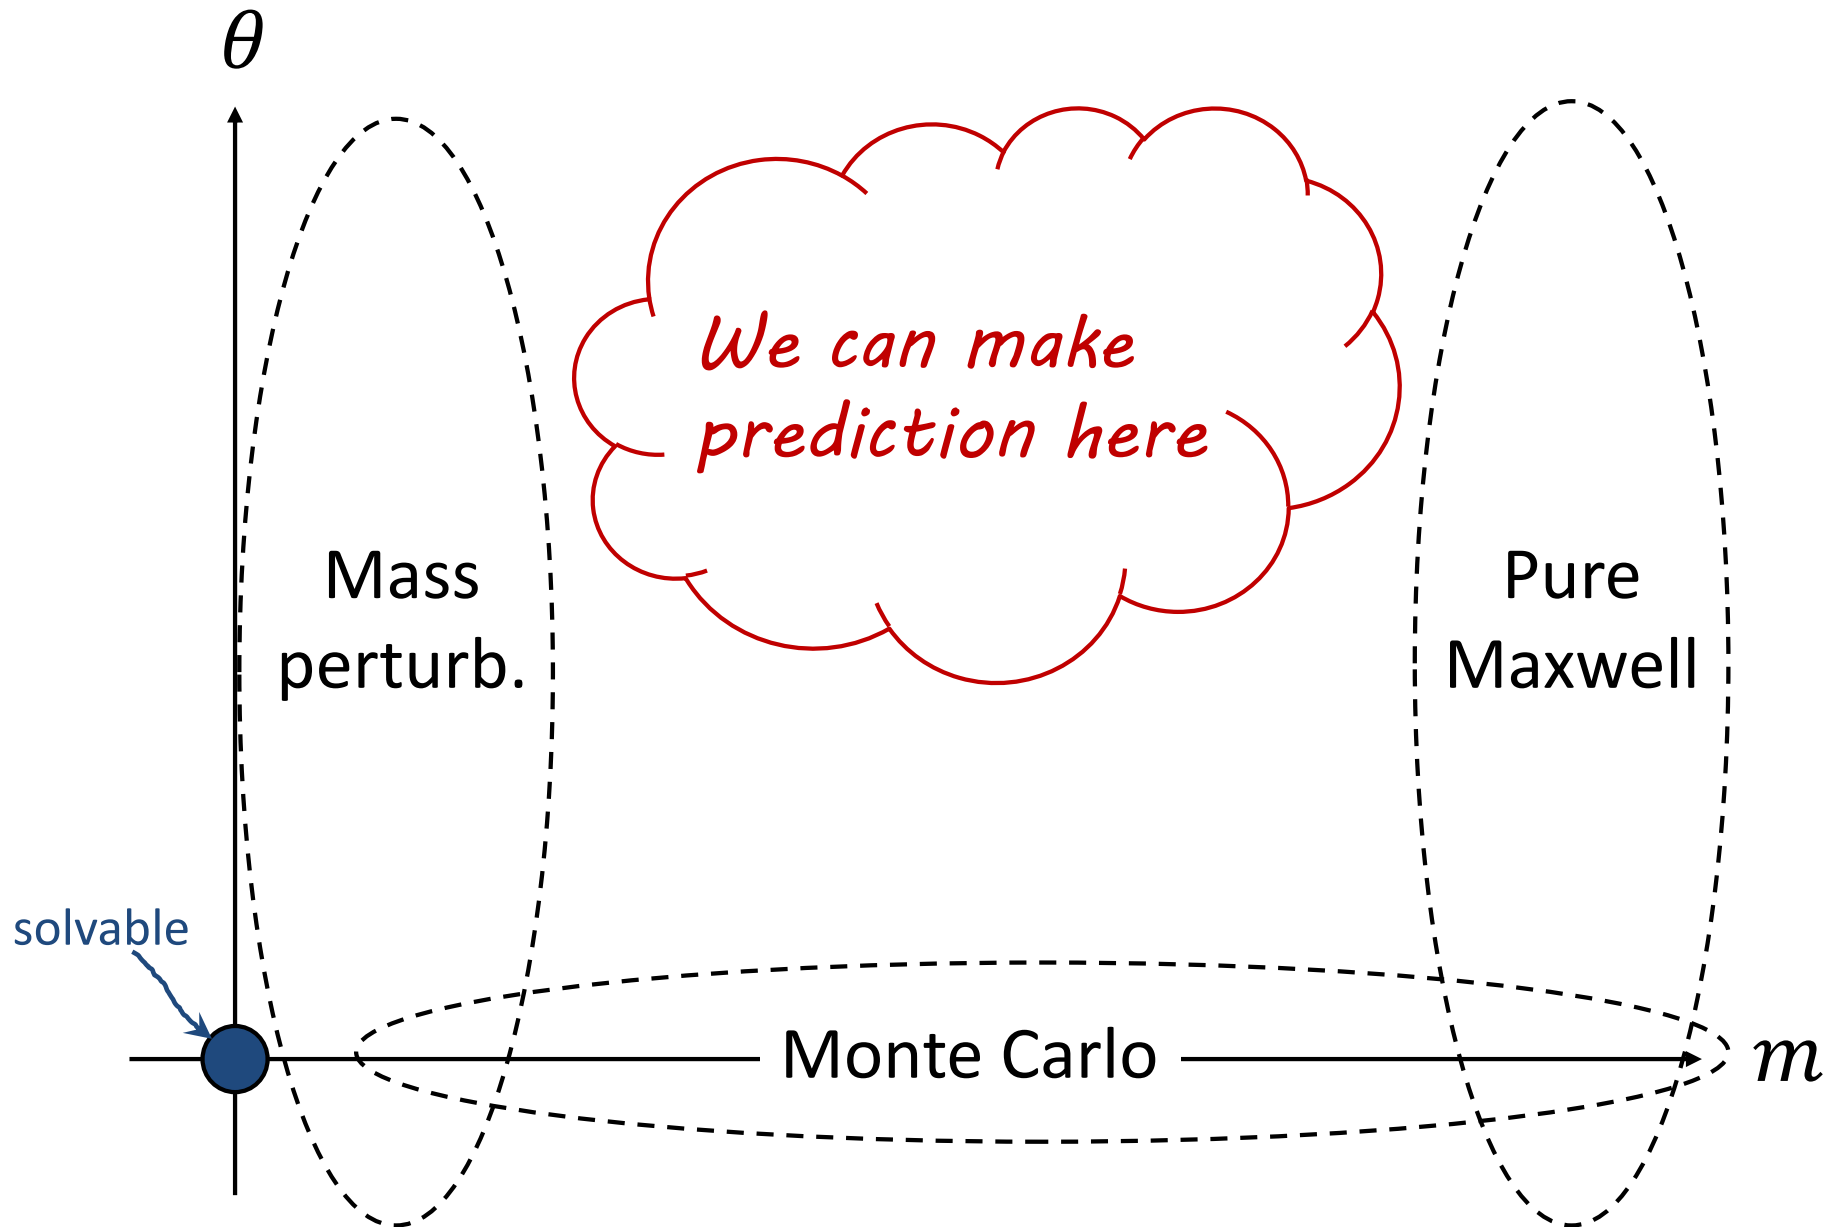 θ
We can make
prediction here
Mass
perturb.
Pure
Maxwell
solvable
Monte Carlo
m